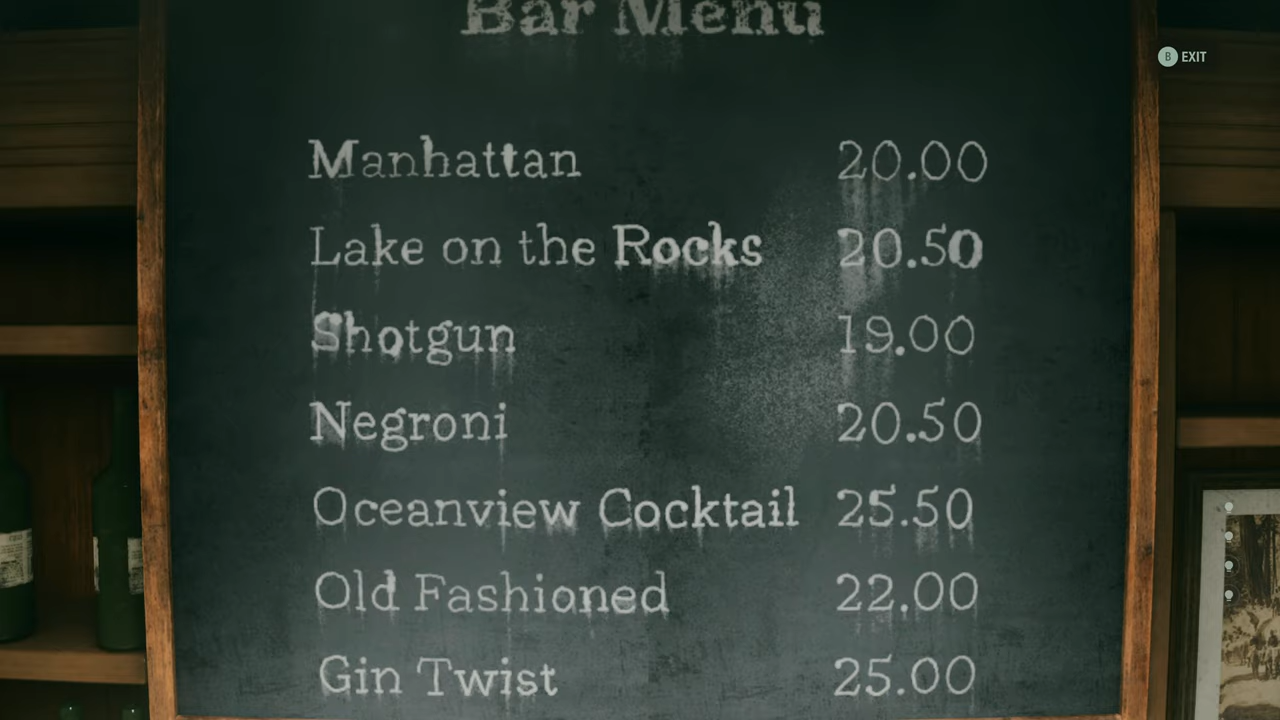 Bar Menu
B EXIT
Manhattan 20.00
Lake on the Rocks 20.50
Shotgun 19.00
Negroni 20.50
Oceanview Cocktail 25.50
Old Fashioned 22.00
Gin Twist 25.00